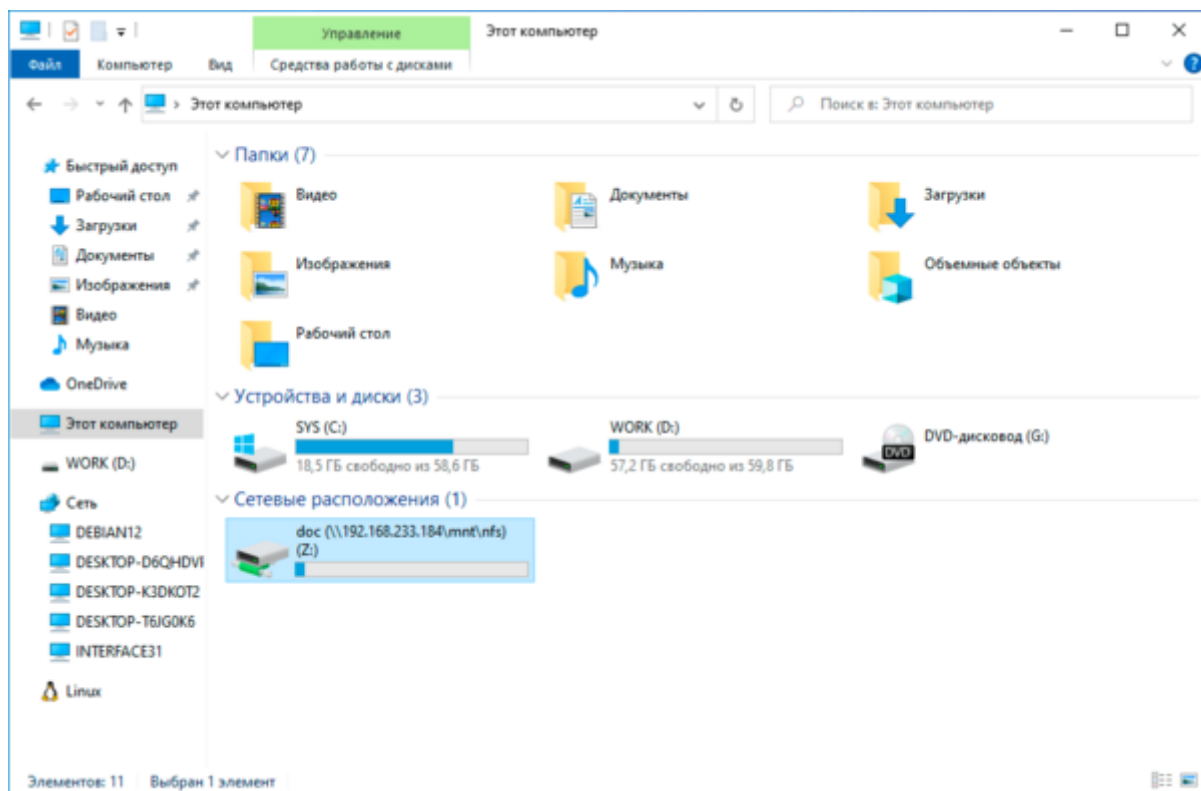 Управление
Этот компьютер
Файл
Компьютер
Вид
Средства работы с дисками
Этот компьютер
Поиск в: Этот компьютер
Быстрый доступ
Рабочий стол
Загрузки
Документы
Изображения
Видео
Музыка
OneDrive
Этот компьютер
WORK (D:)
Сеть
DEBIAN12
DESKTOP-D6QHDVF
DESKTOP-K3DKOT2
DESKTOP-T6JG0K6
INTERFACE31
Linux
Папки (7)
Видео
Документы
Загрузки
Изображения
Музыка
Объемные объекты
Рабочий стол
Устройства и диски (3)
SYS (C:)
18,5 ГБ свободно из 58,6 ГБ
WORK (D:)
57,2 ГБ свободно из 59,8 ГБ
DVD
DVD-дисковод (G:)
Сетевые расположения (1)
doc (\\192.168.233.184\mnt\nfs)
(Z:)
Элементов: 11
Выбран 1 элемент